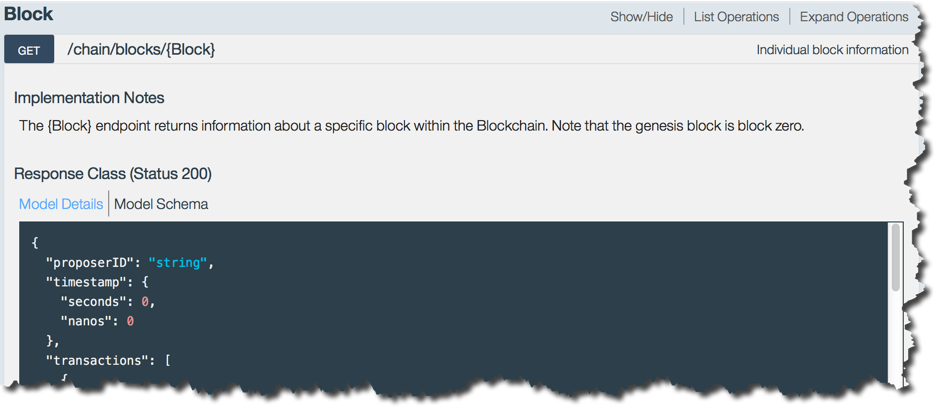 Block
Show/Hide List Operations Expand Operations
GET /chain/blocks/{Block} Individual block information
Implementation Notes
The {Block} endpoint returns information about a specific block within the Blockchain. Note that the genesis block is block zero.
Response Class (Status 200)
Model Details Model Schema
{
"proposerID": "string",
"timestamp": {
"seconds": 0,
"nanos": 0
},
"transactions": [
{